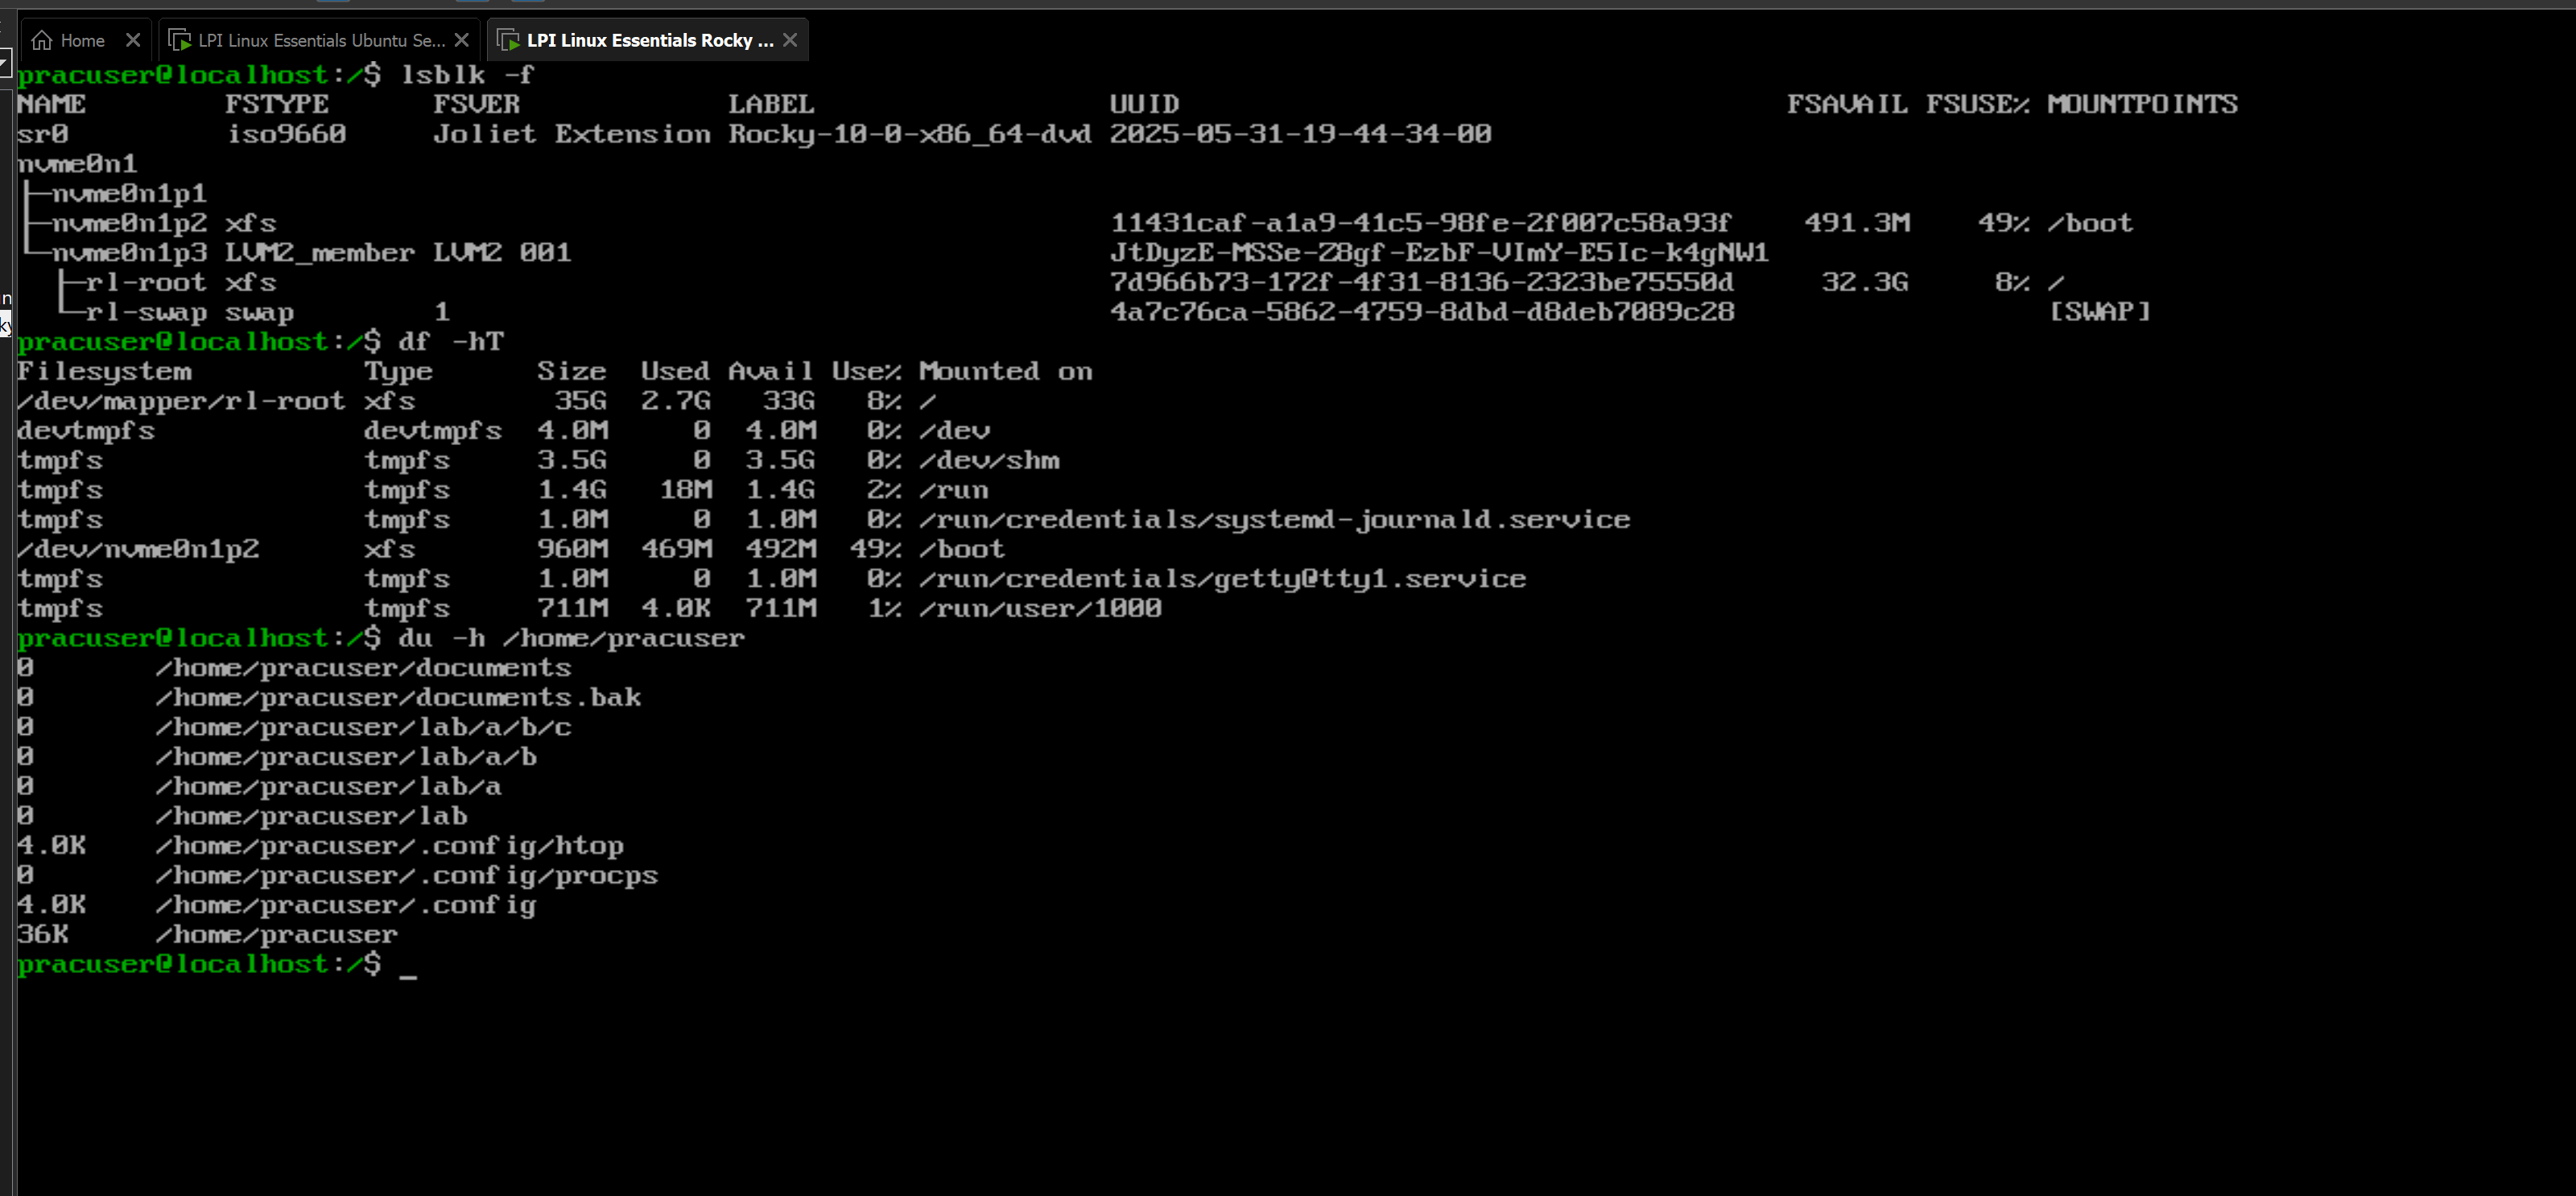 Home LPI Linux Essentials Ubuntu Se... LPI Linux Essentials Rocky ...
pracuser@localhost:/$ lsblk -f
NAME        FSTYPE      FSVER            LABEL                UUID                                   FSAVAIL FSUSE% MOUNTPOINTS
sr0         iso9660     Joliet Extension Rocky-10-0-x86_64-dvd 2025-05-31-19-44-34-00
nvme0n1
├─nvme0n1p1
├─nvme0n1p2 xfs                                               11431caf-a1a9-41c5-98fe-2f007c58a93f    491.3M    49% /boot
└─nvme0n1p3 LVM2_member LVM2 001                              JtDyzE-MSSe-Z8gf-EzbF-VImY-E5Ic-k4gNW1
  ├─rl-root xfs                                               7d966b73-172f-4f31-8136-2323be75550d     32.3G     8% /
  └─rl-swap swap        1                                     4a7c76ca-5862-4759-8dbd-d8deb7089c28                [SWAP]
pracuser@localhost:/$ df -hT
Filesystem          Type      Size  Used Avail Use% Mounted on
/dev/mapper/rl-root xfs        35G  2.7G   33G   8% /
devtmpfs            devtmpfs  4.0M     0  4.0M   0% /dev
tmpfs               tmpfs     3.5G     0  3.5G   0% /dev/shm
tmpfs               tmpfs     1.4G   18M  1.4G   2% /run
tmpfs               tmpfs     1.0M     0  1.0M   0% /run/credentials/systemd-journald.service
/dev/nvme0n1p2      xfs       960M  469M  492M  49% /boot
tmpfs               tmpfs     1.0M     0  1.0M   0% /run/credentials/getty@tty1.service
tmpfs               tmpfs     711M  4.0K  711M   1% /run/user/1000
pracuser@localhost:/$ du -h /home/pracuser
0       /home/pracuser/documents
0       /home/pracuser/documents.bak
0       /home/pracuser/lab/a/b/c
0       /home/pracuser/lab/a/b
0       /home/pracuser/lab/a
0       /home/pracuser/lab
4.0K    /home/pracuser/.config/htop
0       /home/pracuser/.config/procps
4.0K    /home/pracuser/.config
36K     /home/pracuser
pracuser@localhost:/$ _